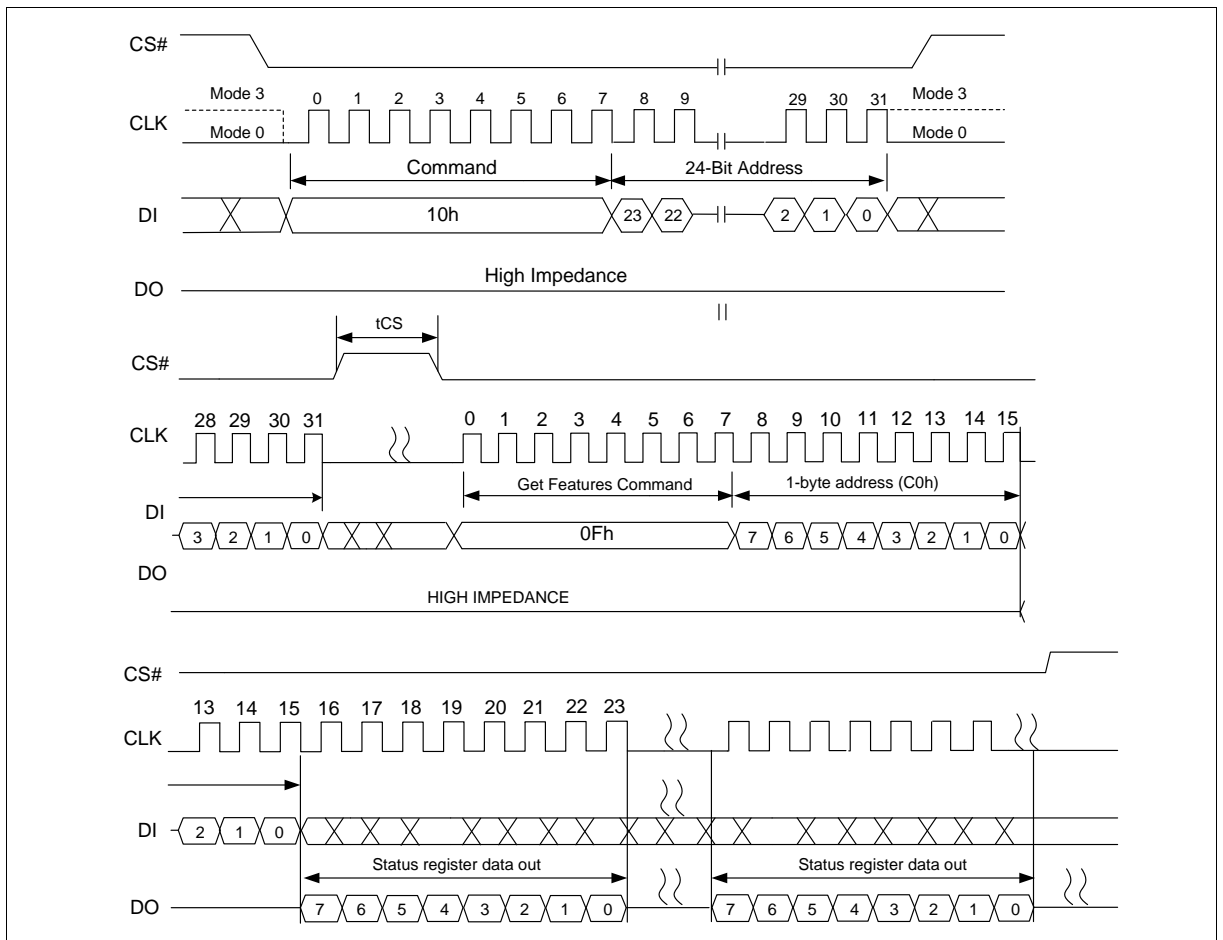 CS#
Mode 3 0 1 2 3 4 5 6 7 8 9 29 30 31 Mode 3
CLK
Mode 0 Mode 0
Command 24-Bit Address
DI 10h 23 22 2 1 0
High Impedance
DO
tCS
CS#
28 29 30 31 0 1 2 3 4 5 6 7 8 9 10 11 12 13 14 15
CLK
Get Features Command 1-byte address (C0h)
DI
3 2 1 0 0Fh 7 6 5 4 3 2 1 0
DO
HIGH IMPEDANCE
CS#
13 14 15 16 17 18 19 20 21 22 23
CLK
DI 2 1 0
Status register data out Status register data out
DO 7 6 5 4 3 2 1 0 7 6 5 4 3 2 1 0